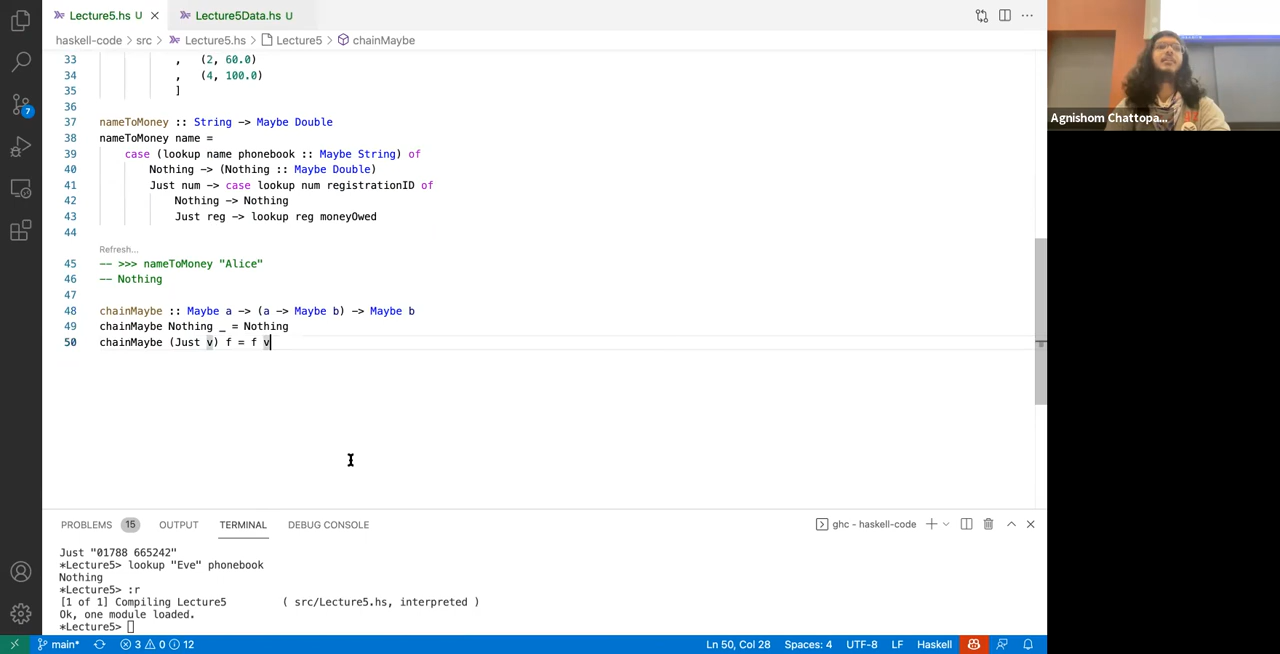 Lecture5.hs U
Lecture5Data.hs U
haskell-code > src > Lecture5.hs > Lecture5 > chainMaybe
33 , (2, 60.0)
34 , (4, 100.0)
35 ]
36
37 nameToMoney :: String -> Maybe Double
38 nameToMoney name =
39 case (lookup name phonebook :: Maybe String) of
40 Nothing -> (Nothing :: Maybe Double)
41 Just num -> case lookup num registrationID of
42 Nothing -> Nothing
43 Just reg -> lookup reg moneyOwed
44
Refresh...
45 -- >>> nameToMoney "Alice"
46 -- Nothing
47
48 chainMaybe :: Maybe a -> (a -> Maybe b) -> Maybe b
49 chainMaybe Nothing _ = Nothing
50 chainMaybe (Just v) f = f v
7
Agnishom Chattopa...
PROBLEMS 15 OUTPUT TERMINAL DEBUG CONSOLE
ghc - haskell-code
Just "01788 665242"
*Lecture5> lookup "Eve" phonebook
Nothing
*Lecture5> :r
[1 of 1] Compiling Lecture5 ( src/Lecture5.hs, interpreted )
Ok, one module loaded.
*Lecture5>
main* 3 0 12
Ln 50, Col 28 Spaces: 4 UTF-8 LF Haskell